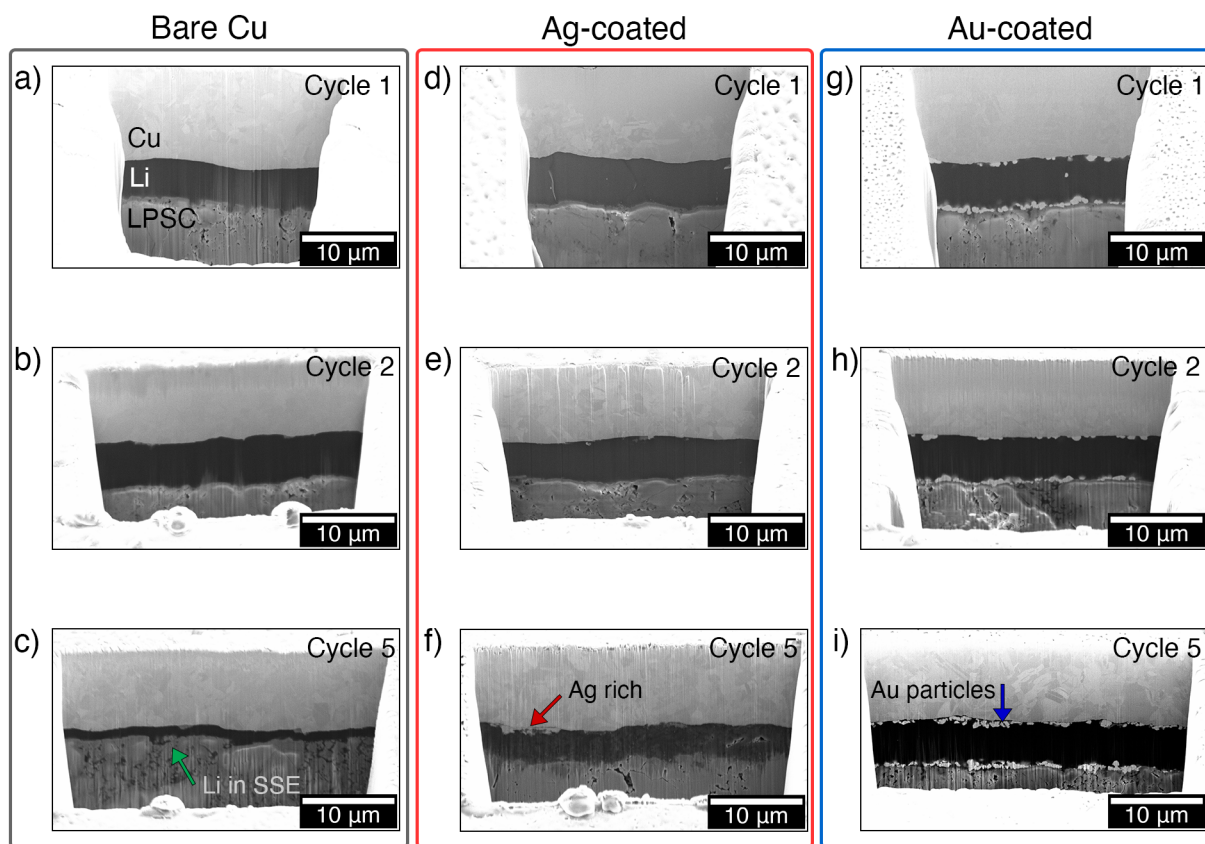 Bare Cu
Ag-coated
Au-coated
a)
Cycle 1
Cu
Li
LPSC
10 µm
d)
Cycle 1
10 µm
g)
Cycle 1
10 µm
b)
Cycle 2
10 µm
e)
Cycle 2
10 µm
h)
Cycle 2
10 µm
c)
Cycle 5
Li in SSE
10 µm
f)
Cycle 5
Ag rich
10 µm
i)
Cycle 5
Au particles
10 µm